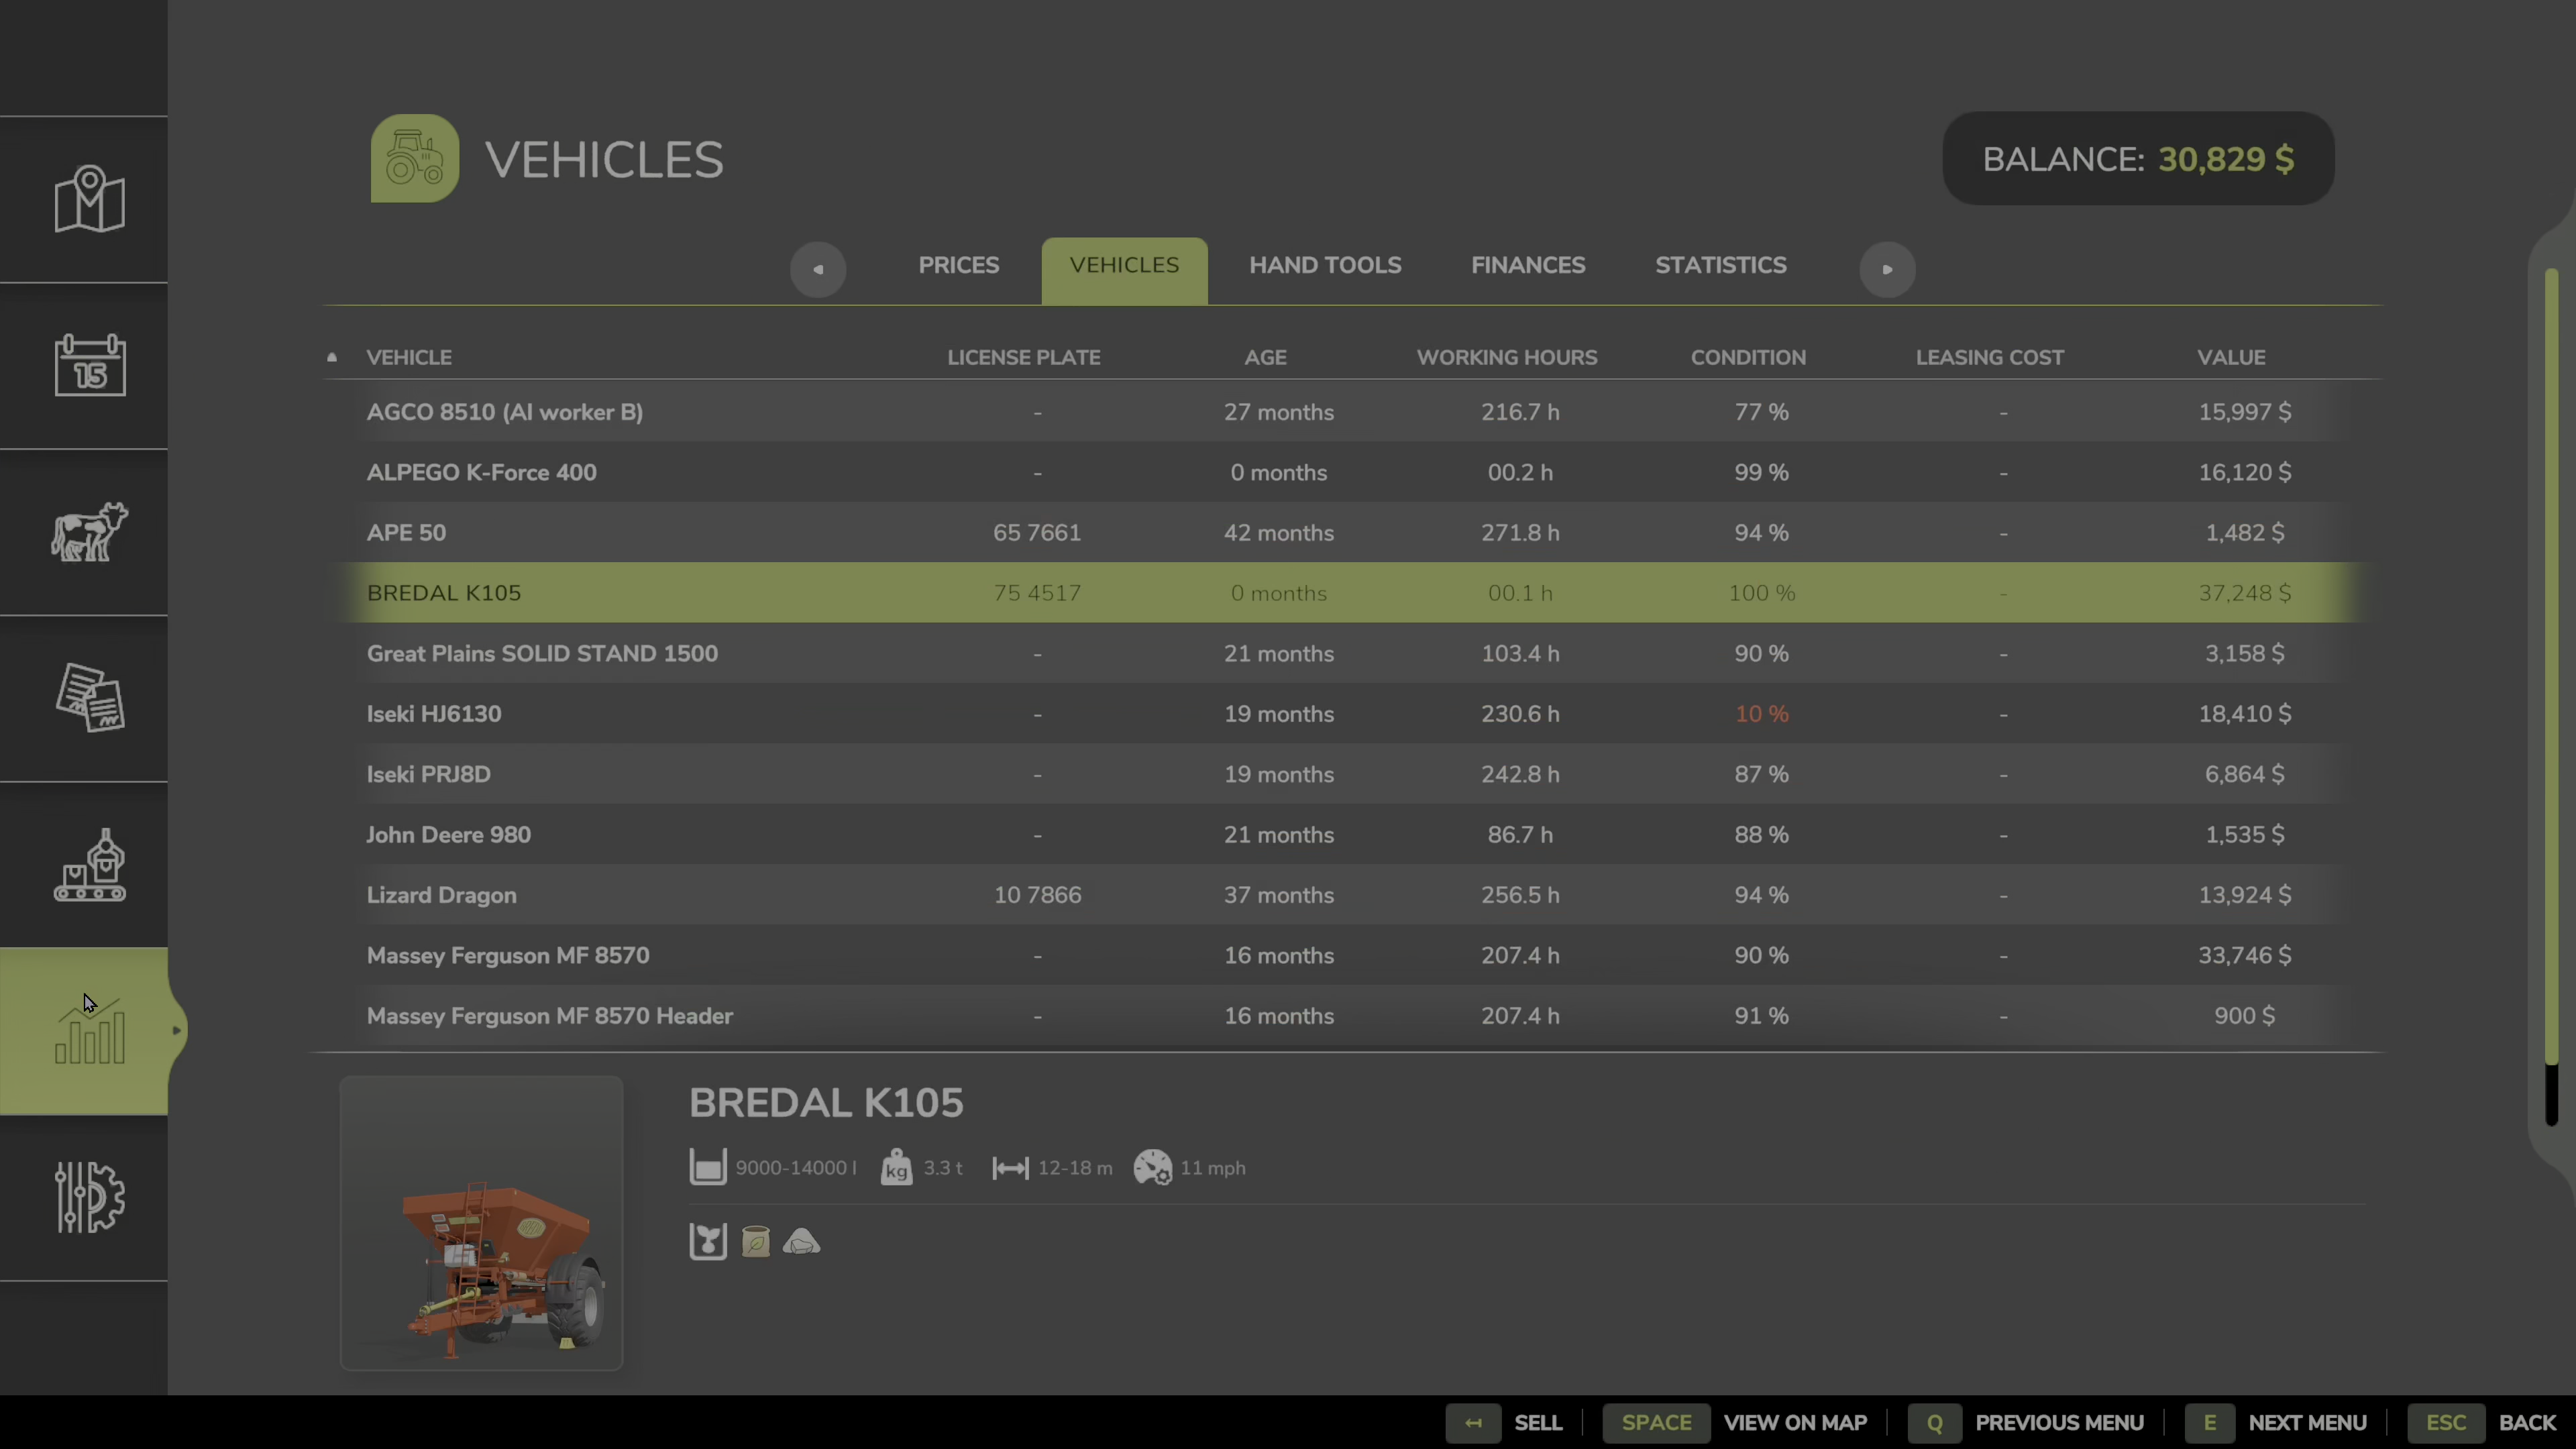 VEHICLES
BALANCE: 30,829 $
PRICES VEHICLES HAND TOOLS FINANCES STATISTICS
VEHICLE LICENSE PLATE AGE WORKING HOURS CONDITION LEASING COST VALUE
AGCO 8510 (AI worker B) - 27 months 216.7 h 77 % - 15,997 $
ALPEGO K-Force 400 - 0 months 00.2 h 99 % - 16,120 $
APE 50 65 7661 42 months 271.8 h 94 % - 1,482 $
BREDAL K105 75 4517 0 months 00.1 h 100 % - 37,248 $
Great Plains SOLID STAND 1500 - 21 months 103.4 h 90 % - 3,158 $
Iseki HJ6130 - 19 months 230.6 h 10 % - 18,410 $
Iseki PRJ8D - 19 months 242.8 h 87 % - 6,864 $
John Deere 980 - 21 months 86.7 h 88 % - 1,535 $
Lizard Dragon 10 7866 37 months 256.5 h 94 % - 13,924 $
Massey Ferguson MF 8570 - 16 months 207.4 h 90 % - 33,746 $
Massey Ferguson MF 8570 Header - 16 months 207.4 h 91 % - 900 $
15
BREDAL K105
9000-14000 l kg 3.3 t 12-18 m 11 mph
SELL SPACE VIEW ON MAP Q PREVIOUS MENU E NEXT MENU ESC BACK